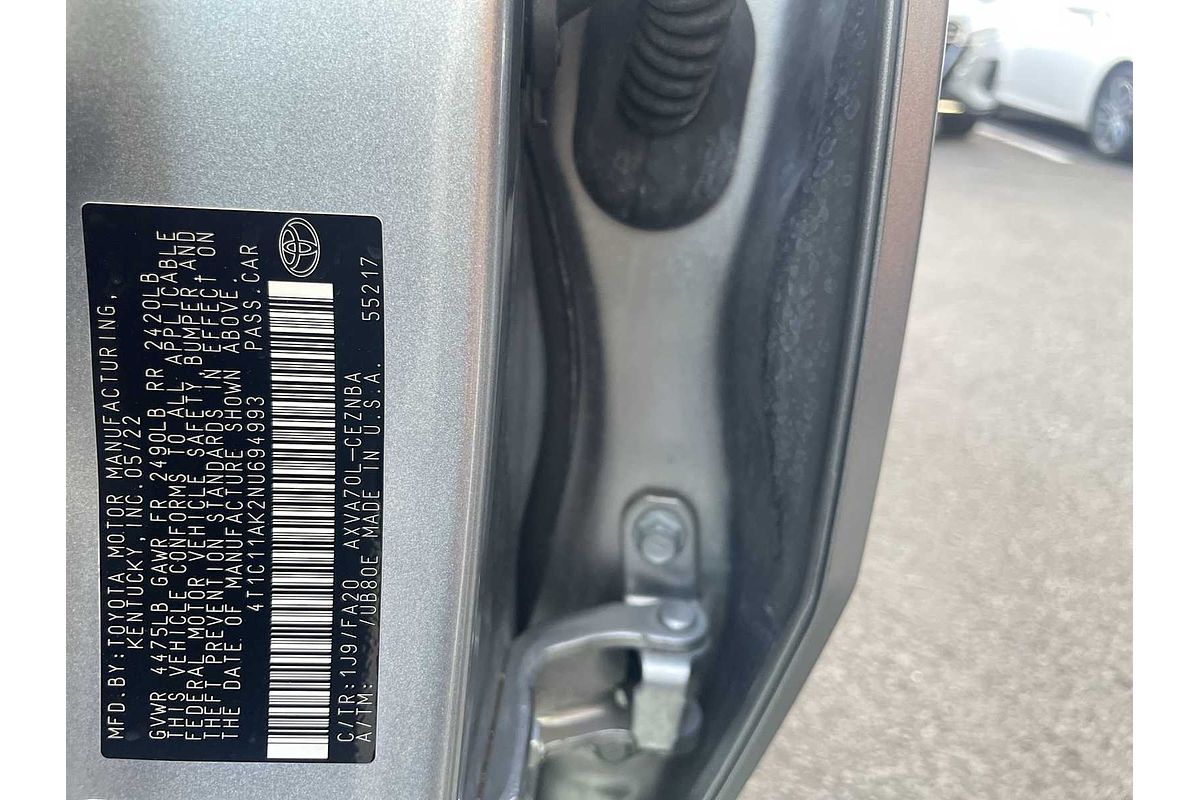 MFD.BY:TOYOTA MOTOR MANUFACTURING,
KENTUCKY, INC.05/22
GVWR 4475LB GAWR FR 2490LB RR 2420LB
THIS VEHICLE CONFORMS TO ALL APPLICABLE
FEDERAL MOTOR VEHICLE SAFETY, BUMPER, AND
THEFT PREVENTION STANDARDS IN EFFECT ON
THE DATE OF MANUFACTURE SHOWN ABOVE.
4T1C11AK2NU694993 PASS.CAR
C/TR:1J9/FA20 AXVA70L-CEZNBA 55217
A/TM: /UB80E MADE IN U.S.A.